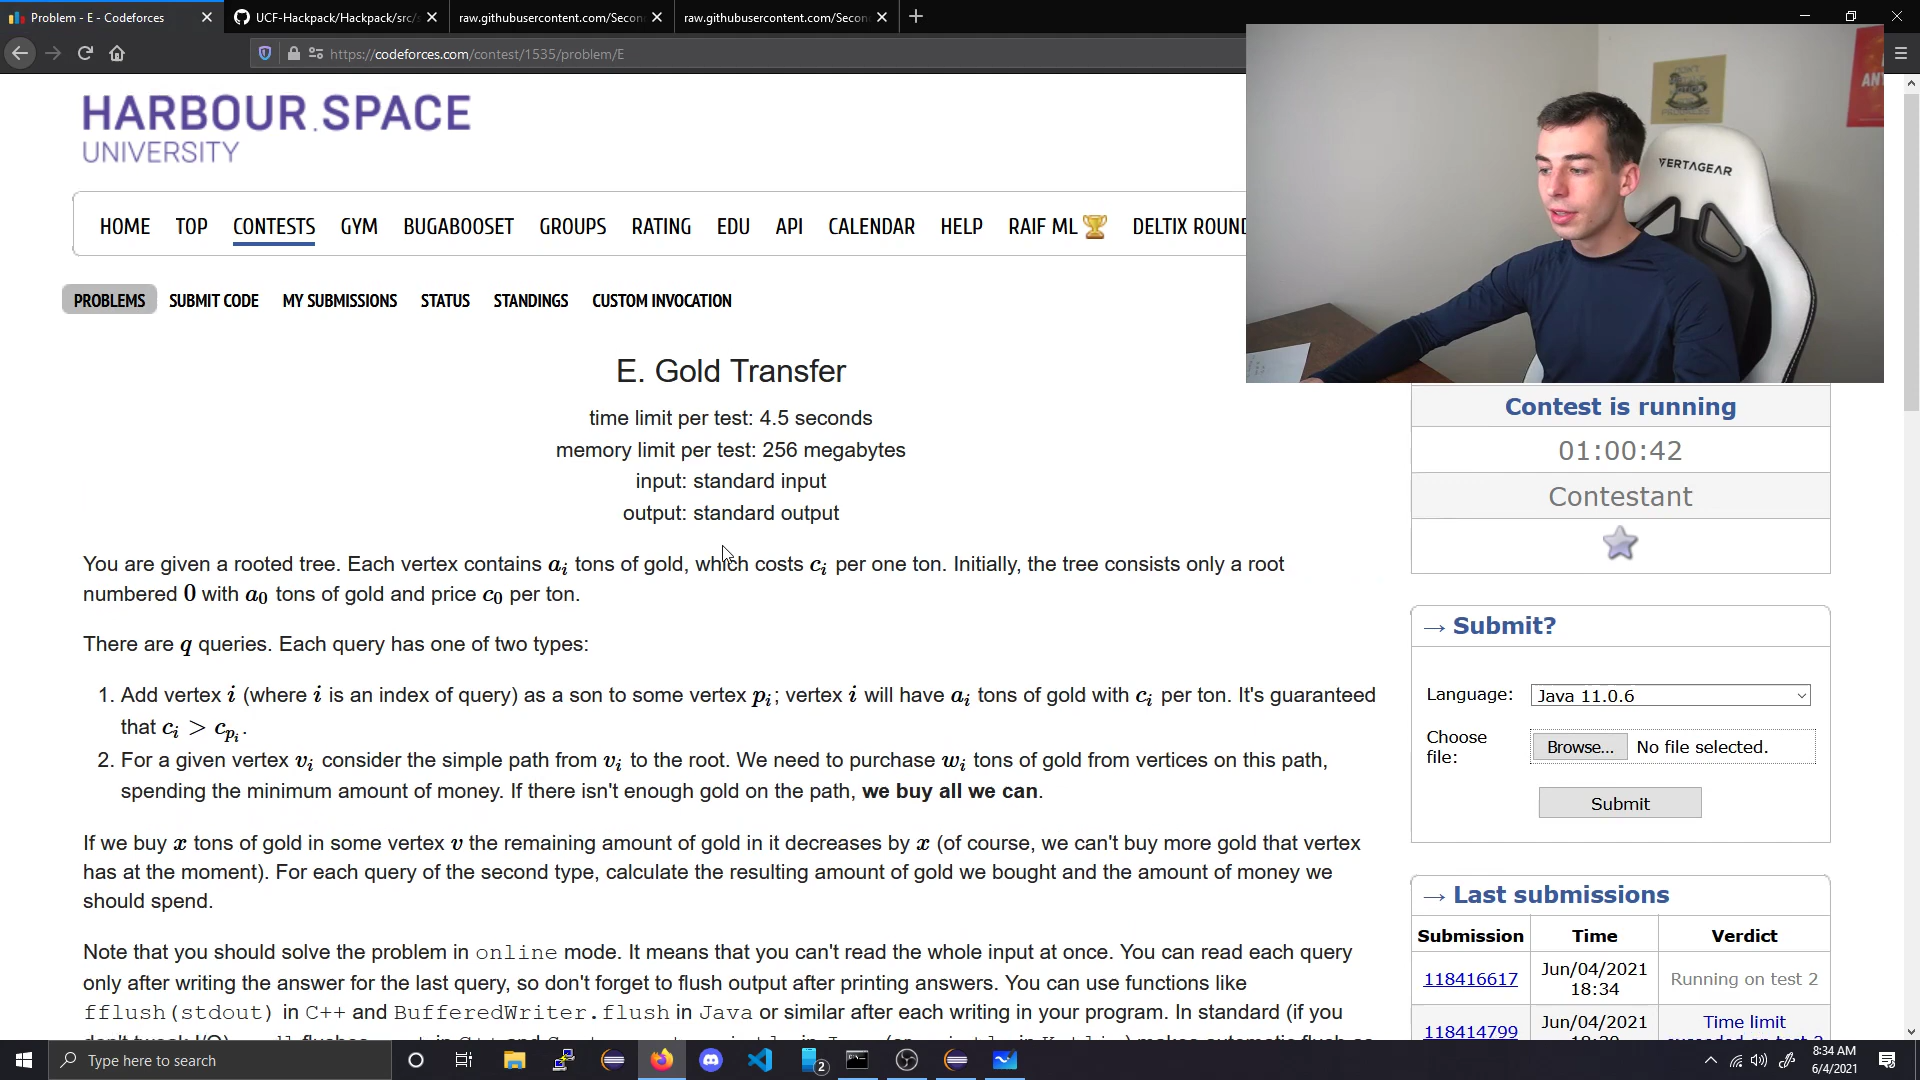 Problem - E - Codeforces
UCF-Hackpack/Hackpack/src/s
raw.githubusercontent.com/Secon
raw.githubusercontent.com/Secon
https://codeforces.com/contest/1535/problem/E
HARBOUR.SPACE
UNIVERSITY
HOME TOP CONTESTS GYM BUGABOOSET GROUPS RATING EDU API CALENDAR HELP RAIF ML DELTIX ROUND
PROBLEMS SUBMIT CODE MY SUBMISSIONS STATUS STANDINGS CUSTOM INVOCATION
VERTAGEAR
E. Gold Transfer
time limit per test: 4.5 seconds
memory limit per test: 256 megabytes
input: standard input
output: standard output
You are given a rooted tree. Each vertex contains a_i tons of gold, which costs c_i per one ton. Initially, the tree consists only a root
numbered 0 with a_0 tons of gold and price c_0 per ton.
There are q queries. Each query has one of two types:
1. Add vertex i (where i is an index of query) as a son to some vertex p_i; vertex i will have a_i tons of gold with c_i per ton. It's guaranteed
that c_i > c_{p_i}.
2. For a given vertex v_i consider the simple path from v_i to the root. We need to purchase w_i tons of gold from vertices on this path,
spending the minimum amount of money. If there isn't enough gold on the path, we buy all we can.
If we buy x tons of gold in some vertex v the remaining amount of gold in it decreases by x (of course, we can't buy more gold that vertex
has at the moment). For each query of the second type, calculate the resulting amount of gold we bought and the amount of money we
should spend.
Note that you should solve the problem in online mode. It means that you can't read the whole input at once. You can read each query
only after writing the answer for the last query, so don't forget to flush output after printing answers. You can use functions like
fflush(stdout) in C++ and BufferedWriter.flush in Java or similar after each writing in your program. In standard (if you
Contest is running
01:00:42
Contestant
→ Submit?
Language: Java 11.0.6
Choose
file:
Browse... No file selected.
Submit
→ Last submissions
Submission Time Verdict
118416617 Jun/04/2021
18:34 Running on test 2
118414799 Jun/04/2021 Time limit
Type here to search
2
8:34 AM
6/4/2021